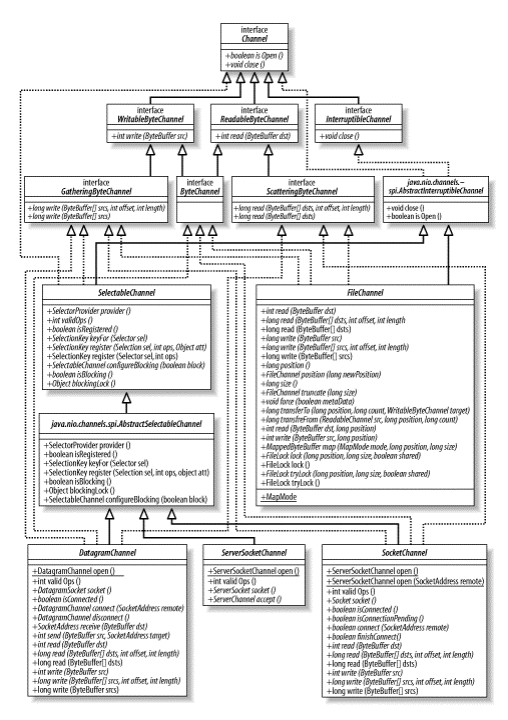 interface
Channel
+boolean is Open ()
+void close ()
interface
WritableByteChannel
+int write (ByteBuffer src)
interface
ReadableByteChannel
+int read (ByteBuffer dst)
interface
InterruptibleChannel
+void close ()
interface
GatheringByteChannel
+long write (ByteBuffer[] srcs, int offset, int length)
+long write (ByteBuffer[] srcs)
interface
ByteChannel
interface
ScatteringByteChannel
+long read (ByteBuffer[] dsts, int offset, int length)
+long read (ByteBuffer[] dsts)
java.nio.channels.–
spi.AbstractInterruptibleChannel
+void close ()
+boolean is Open ()
SelectableChannel
+SelectorProvider provider ()
+int validOps ()
+boolean isRegistered ()
+SelectionKey keyFor (Selector sel)
+SelectionKey register (Selection sel, int ops, Object att)
+SelectionKey register (Selector sel, int ops)
+SelectableChannel configureBlocking (boolean block)
+boolean isBlocking ()
+Object blockingLock ()
FileChannel
+int read (ByteBuffer dst)
+long read (ByteBuffer[] dsts, int offset, int length
+long read (ByteBuffer[] dsts)
+long write (ByteBuffer src)
+long write (ByteBuffer[] srcs, int offset, int length)
+long write (ByteBuffer[] srcs)
+long position ()
+FileChannel position (long newPosition)
+long size ()
+FileChannel truncate (long size)
+void force (boolean metaData)
+long transferTo (long position, long count, WritableByteChannel target)
+long transfreFrom (ReadableChannel src, long position, long count)
+int read (ByteBuffer dst, long position)
+int write (ByteBuffer src, long position)
+MappedByteBuffer map (MapMode mode, long position, long size)
+FileLock lock (long position, long size, boolean shared)
+FileLock lock ()
+FileLock tryLock (long position, long size, boolean shared)
+FileLock tryLock ()
+MapMode
java.nio.channels.spi.AbstractSelectableChannel
+SelectorProvider provider ()
+boolean isRegistered ()
+SelectionKey keyFor (Selector sel)
+SelectionKey register (Selection sel, int ops, object att)
+boolean isBlocking ()
+Object blockingLock ()
+SelectableChannel configureBlocking (boolean block)
DatagramChannel
+DatagramChannel open ()
+int valid Ops ()
+DatagramSocket socket ()
+boolean isConnected ()
+DatagramChannel connect (SocketAddress remote)
+DatagramChannel disconnect ()
+SocketAddress receive (ByteBuffer dst)
+int send (ByteBuffer src, SocketAddress target)
+int read (ByteBuffer dst)
+long read (ByteBuffer[] dsts, int offset, int length)
+long read (ByteBuffer[] dsts)
+int write (ByteBuffer src)
+long write (ByteBuffer[] srcs, int offset, int length)
+long write (ByteBuffer srcs)
ServerSocketChannel
+ServerSocketChannel open ()
+int valid Ops ()
+ServerSocket socket ()
+ServerChannel accept ()
SocketChannel
+ServerSocketChannel open ()
+ServerSocketChannel open (SocketAddress remote)
+int valid Ops ()
+Socket socket ()
+boolean isConnected ()
+boolean isConnectionPending ()
+boolean connect (SocketAddress remote)
+boolean finishConnect()
+int read (ByteBuffer dst)
+long read (ByteBuffer[] dsts, int offset, int length)
+long read (ByteBuffer[] dsts)
+int write (ByteBuffer src)
+long write (ByteBuffer[] srcs, int offset, int length)
+long write (ByteBuffer[] srcs)